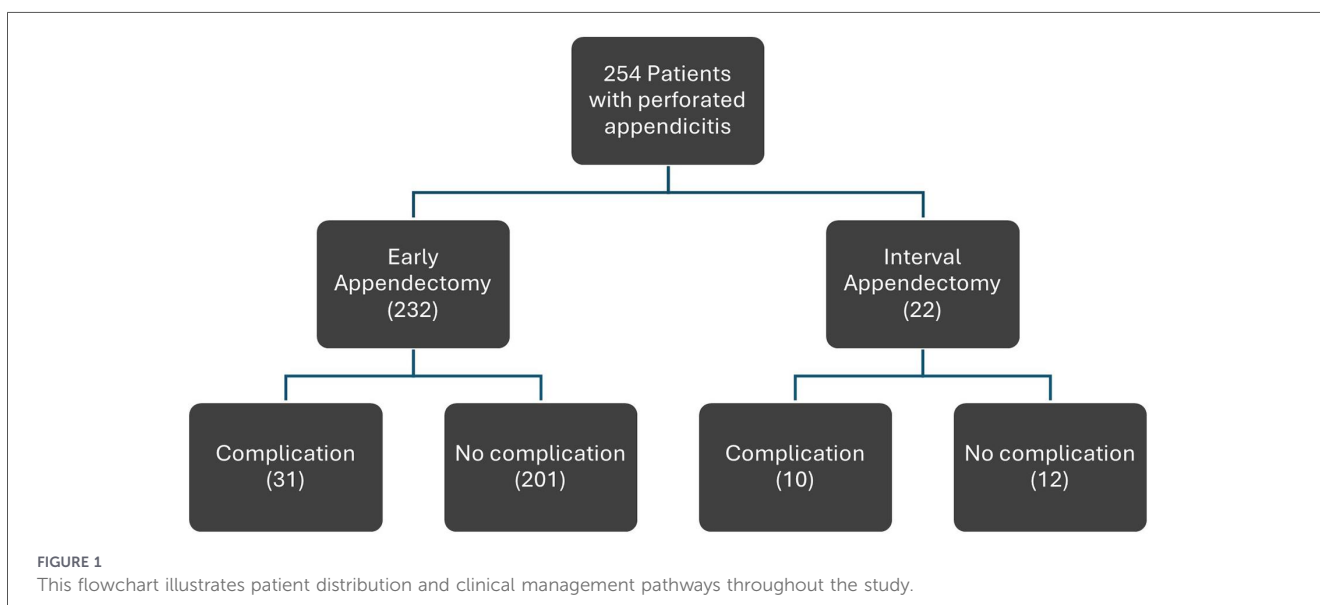 254 Patients
with perforated
appendicitis
Early
Appendectomy
(232)
Interval
Appendectomy
(22)
Complication
(31)
No complication
(201)
Complication
(10)
No complication
(12)
FIGURE 1
This flowchart illustrates patient distribution and clinical management pathways throughout the study.